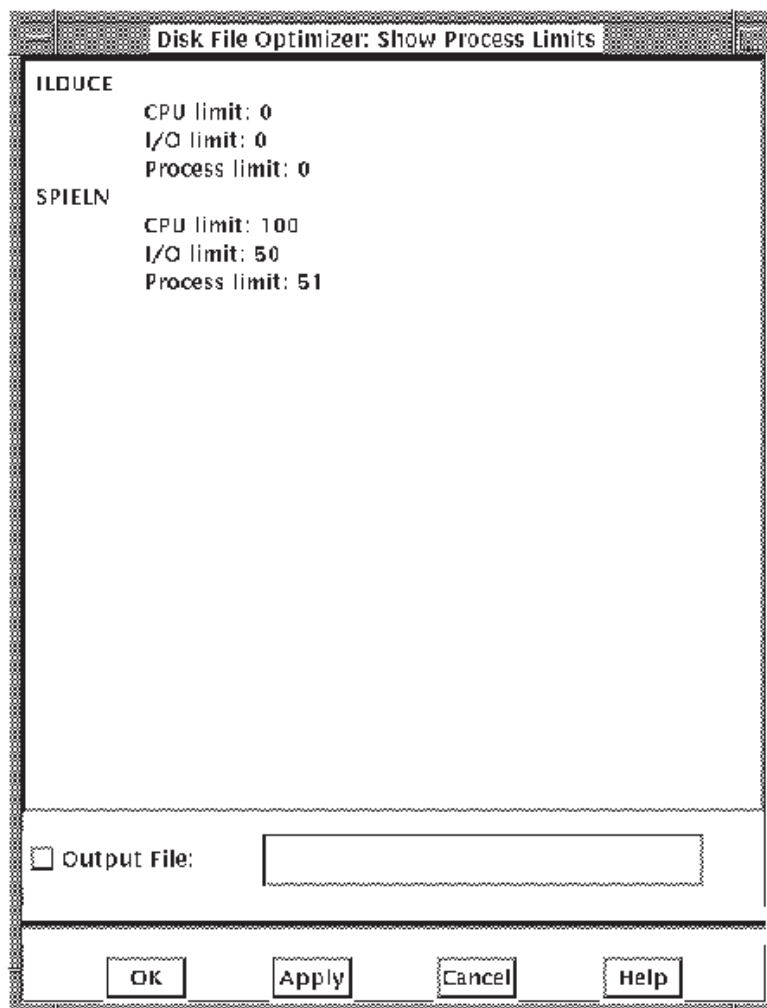 Disk File Optimizer: Show Process Limits
ILDUCE
CPU limit: 0
I/O limit: 0
Process limit: 0
SPIELN
CPU limit: 100
I/O limit: 50
Process limit: 51
Output File:
OK Apply Cancel Help